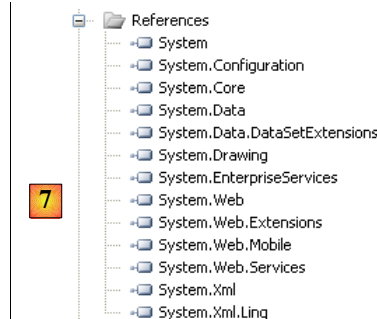 References
System
System.Configuration
System.Core
System.Data
System.Data.DataSetExtensions
System.Drawing
System.EnterpriseServices
7
System.Web
System.Web.Extensions
System.Web.Mobile
System.Web.Services
System.Xml
System.Xml.Linq